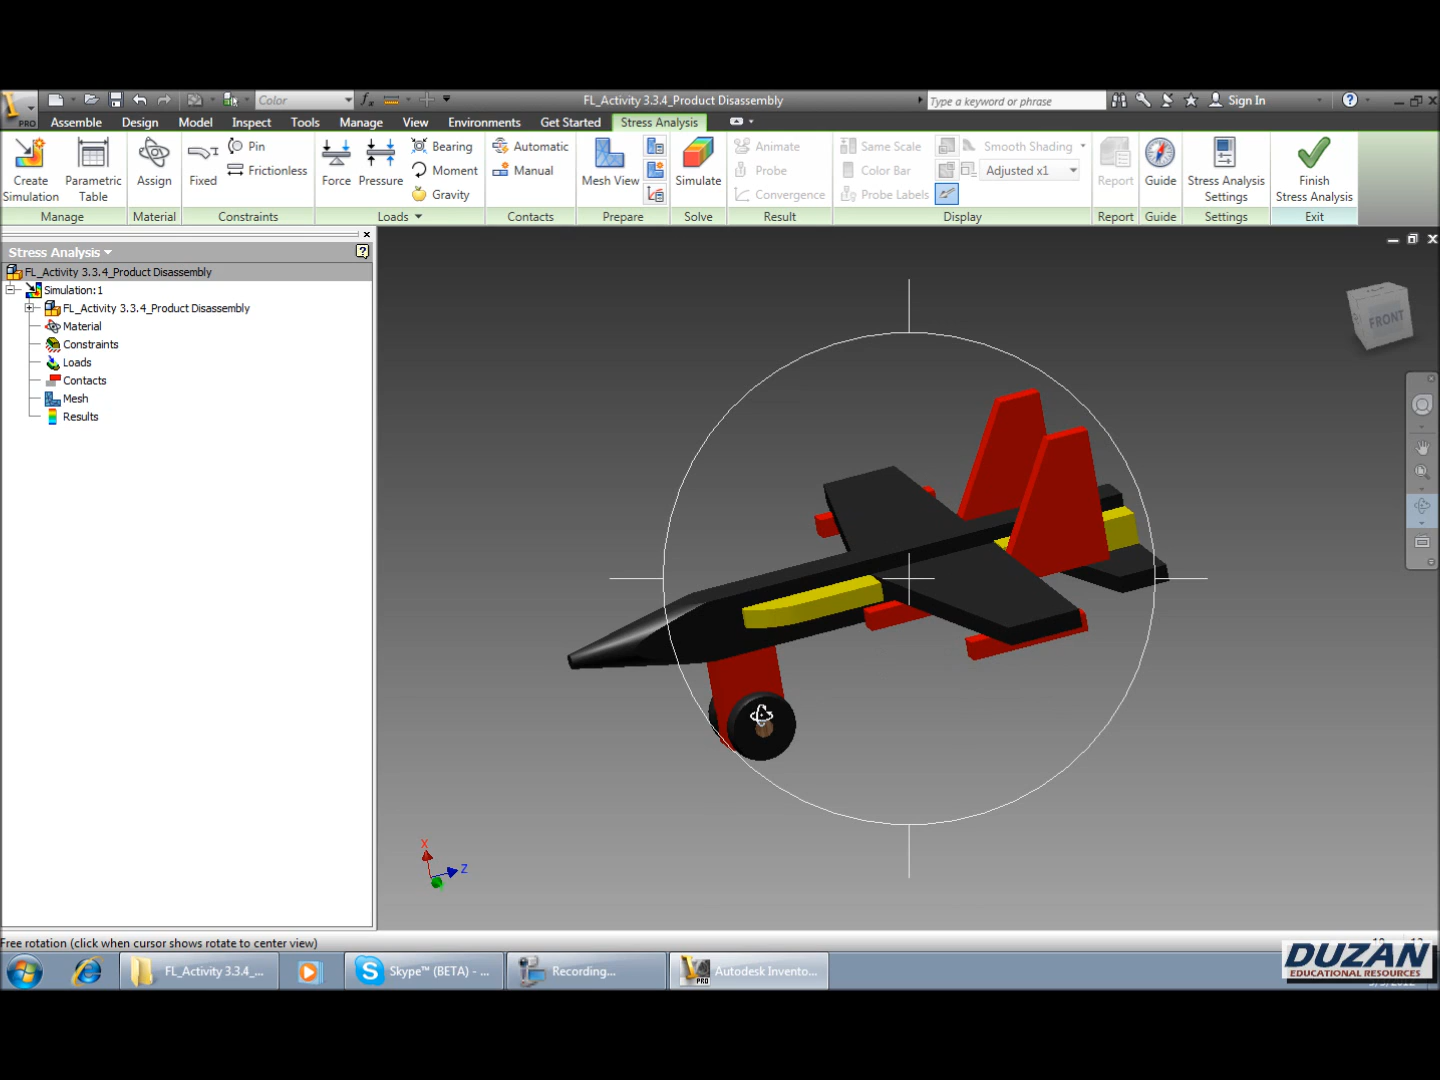 PRO
Color
FL_Activity 3.3.4_Product Disassembly
Type a keyword or phrase
Sign In
Assemble Design Model Inspect Tools Manage View Environments Get Started Stress Analysis
Create Simulation
Parametric Table
Manage
Assign
Material
Fixed
Pin
Frictionless
Constraints
Force
Pressure
Bearing
Moment
Gravity
Loads
Automatic
Manual
Contacts
Mesh View
Prepare
Simulate
Solve
Animate
Probe
Convergence
Result
Same Scale
Color Bar
Probe Labels
Smooth Shading
Adjusted x1
Display
Report
Report
Guide
Guide
Stress Analysis Settings
Settings
Finish
Stress Analysis
Exit
Stress Analysis
FL_Activity 3.3.4_Product Disassembly
Simulation:1
FL_Activity 3.3.4_Product Disassembly
Material
Constraints
Loads
Contacts
Mesh
Results
FRONT
X
Z
Free rotation (click when cursor shows rotate to center view)
FL_Activity 3.3.4_...
Skype™ (BETA) - ...
Recording...
PRO
Autodesk Invento...
DUZAN
EDUCATIONAL RESOURCES